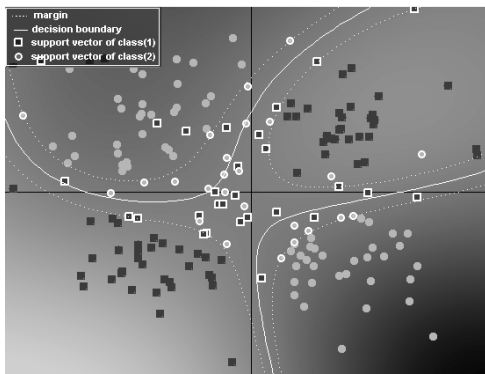 margin
decision boundary
support vector of class(1)
support vector of class(2)